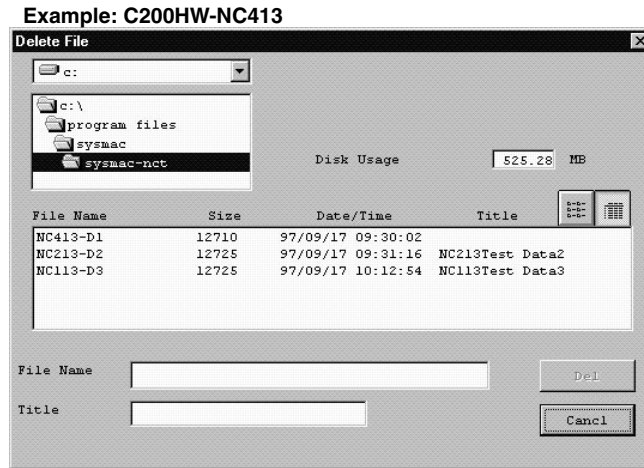 Example: C200HW-NC413
Delete File
c:
c:\
program files
sysmac
sysmac-nct
Disk Usage 525.28 MB
File Name Size Date/Time Title
NC413-D1 12710 97/09/17 09:30:02
NC213-D2 12725 97/09/17 09:31:16 NC213Test Data2
NC113-D3 12725 97/09/17 10:12:54 NC113Test Data3
File Name
Del
Title
Cancl